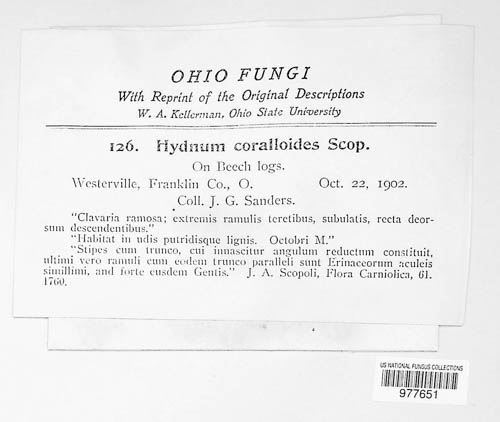 OHIO FUNGI
With Reprint of the Original Descriptions
W. A. Kellerman, Ohio State University
126. Hydnum coralloides Scop.
On Beech logs.
Westerville, Franklin Co., O. Oct. 22, 1902.
Coll. J. G. Sanders.
"Clavaria ramosa; extremis ramulis teretibus, subulatis, recta deor-
sum descendentibus."
"Habitat in udis putridisque lignis. Octobri M."
"Stipes cum trunco, cui innascitur angulum reductum constituit,
ultimi vero ramuli cum eodem trunco paralleli sunt Erinaceorum aculeis
simillimi, and forte eusdem Gentis." J. A. Scopoli, Flora Carniolica, 61.
1760.
US NATIONAL FUNGUS COLLECTIONS
977651